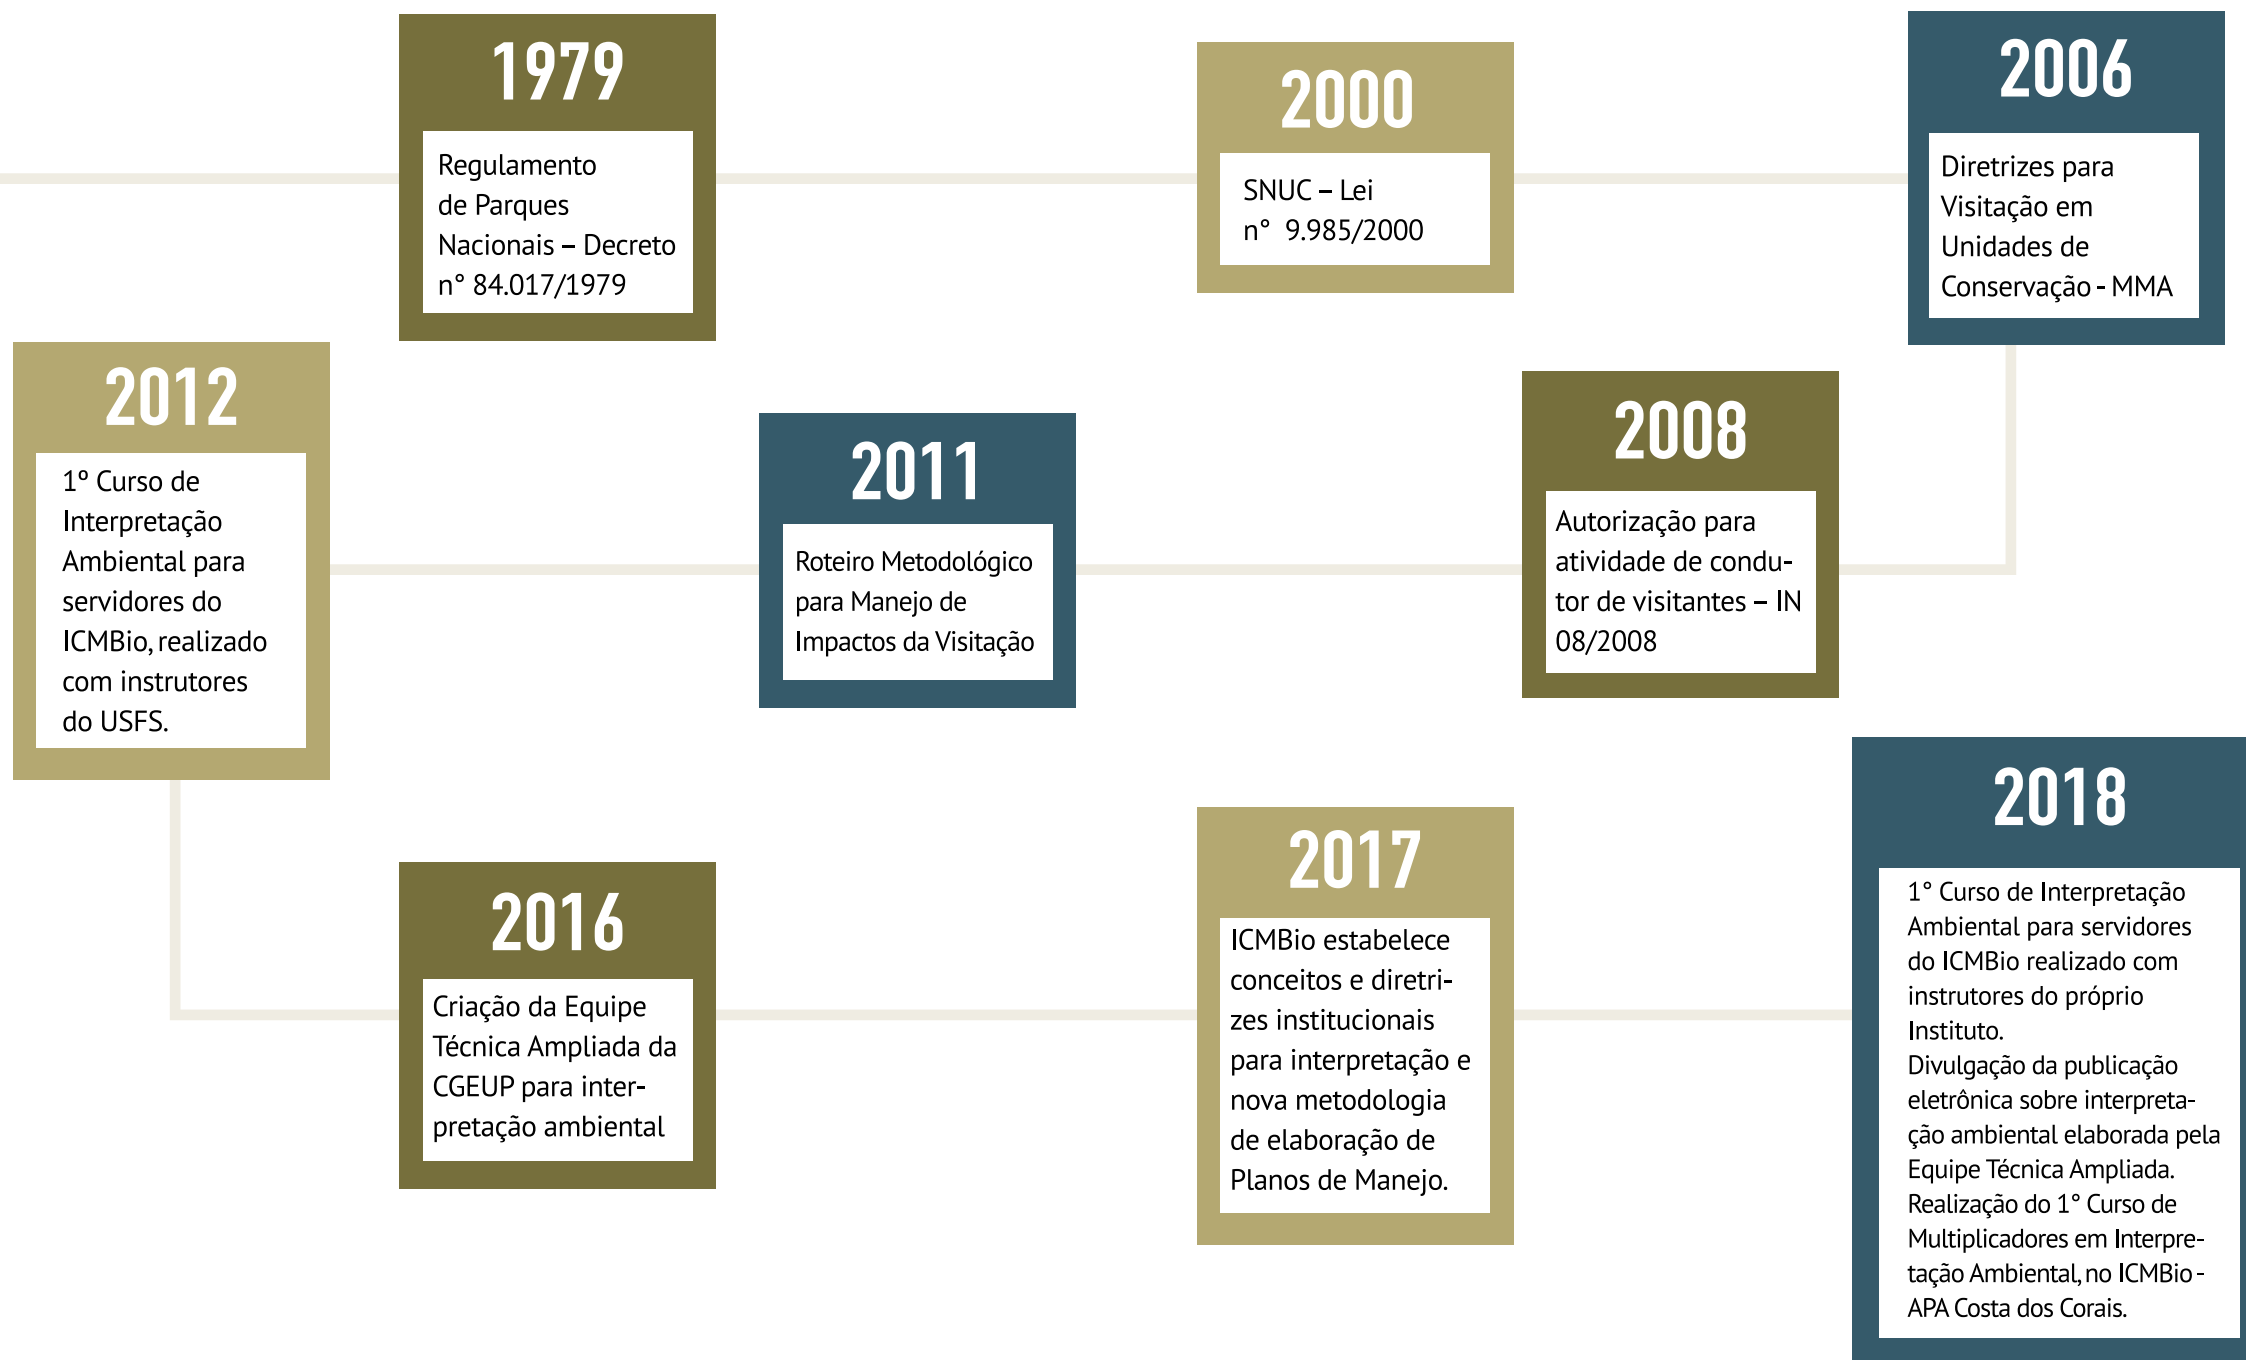 1979
Regulamento
de Parques
Nacionais – Decreto
n° 84.017/1979
2000
SNUC – Lei
n° 9.985/2000
2006
Diretrizes para
Visitação em
Unidades de
Conservação - MMA
2008
Autorização para
atividade de condu-
tor de visitantes – IN
08/2008
2011
Roteiro Metodológico
para Manejo de
Impactos da Visitação
2012
1º Curso de
Interpretação
Ambiental para
servidores do
ICMBio, realizado
com instrutores
do USFS.
2016
Criação da Equipe
Técnica Ampliada da
CGEUP para inter-
pretação ambiental
2017
ICMBio estabelece
conceitos e diretri-
zes institucionais
para interpretação e
nova metodologia
de elaboração de
Planos de Manejo.
2018
1° Curso de Interpretação
Ambiental para servidores
do ICMBio realizado com
instrutores do próprio
Instituto.
Divulgação da publicação
eletrônica sobre interpreta-
ção ambiental elaborada pela
Equipe Técnica Ampliada.
Realização do 1° Curso de
Multiplicadores em Interpre-
tação Ambiental, no ICMBio -
APA Costa dos Corais.